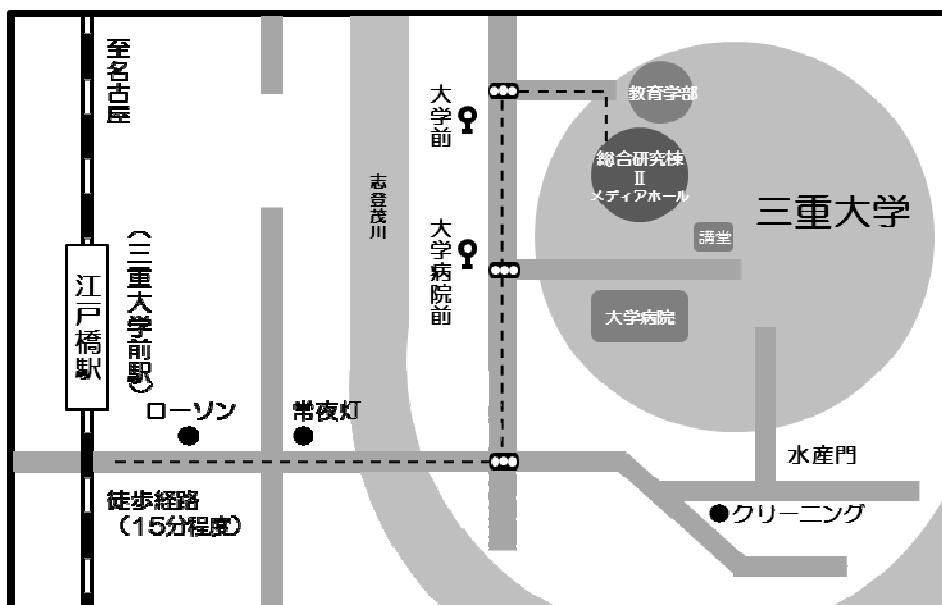 至名古屋
江戸橋駅
(三重大学前駅)
ローソン
常夜灯
徒歩経路
(15分程度)
志登茂川
大学前
大学病院前
教育学部
総合研究棟
Ⅱ
メディアホール
三重大学
講堂
大学病院
水産門
クリーニング